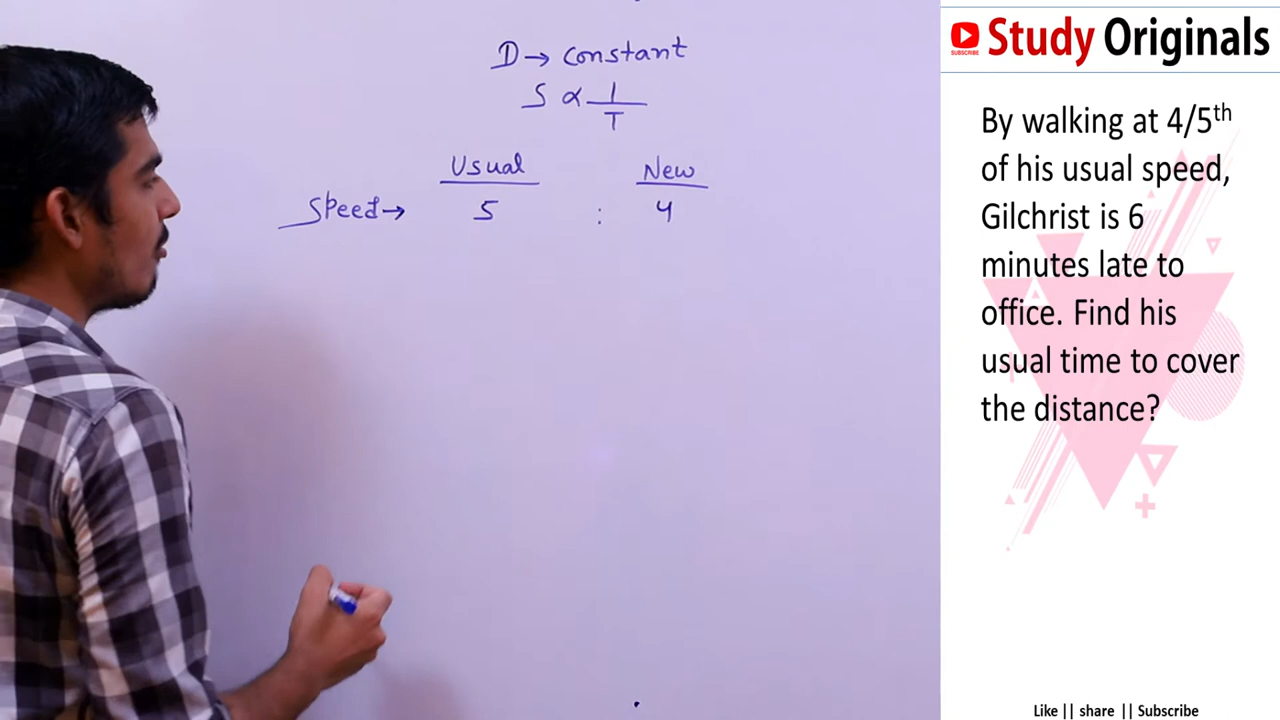 D → constant
S ∝ 1/T
Usual New
Speed → 5 : 4
SUBSCRIBE
Study Originals
By walking at 4/5th
of his usual speed,
Gilchrist is 6
minutes late to
office. Find his
usual time to cover
the distance?
Like || share || Subscribe